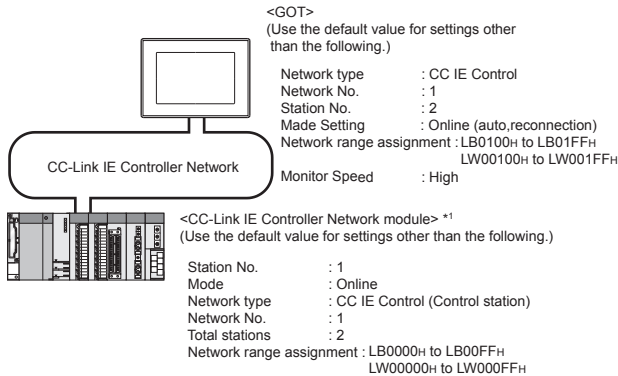 <GOT>
(Use the default value for settings other
than the following.)
Network type : CC IE Control
Network No. : 1
Station No. : 2
Made Setting : Online (auto,reconnection)
Network range assignment : LB0100H to LB01FFH
LW00100H to LW001FFH
Monitor Speed : High
CC-Link IE Controller Network
<CC-Link IE Controller Network module> *1
(Use the default value for settings other than the following.)
Station No. : 1
Mode : Online
Network type : CC IE Control (Control station)
Network No. : 1
Total stations : 2
Network range assignment : LB0000H to LB00FFH
LW00000H to LW000FFH